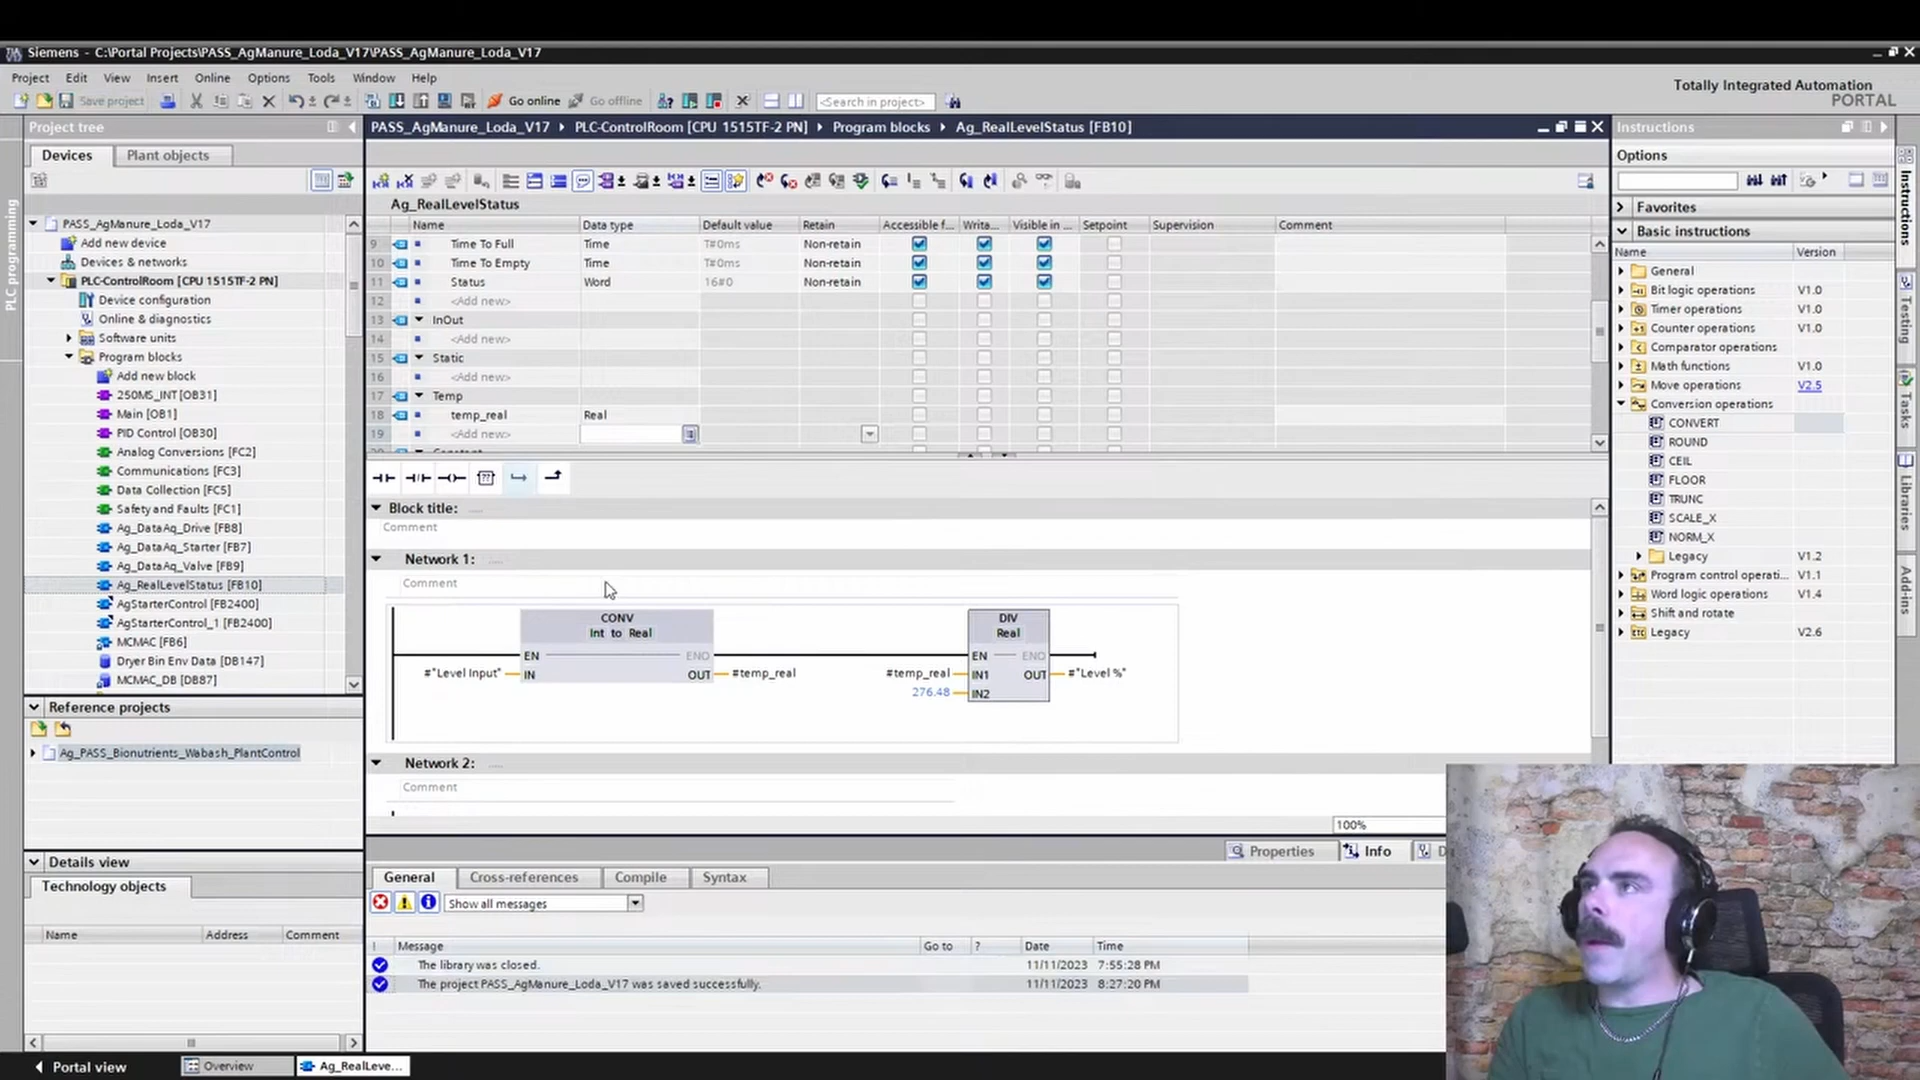 Siemens - C:\Portal Projects\PASS_AgManure_Loda_V17\PASS_AgManure_Loda_V17
Project Edit View Insert Online Options Tools Window Help
Totally Integrated Automation
PORTAL
Save project Go online Go offline <Search in project>
Project tree
Devices Plant objects
PLC programming
PASS_AgManure_Loda_V17
Add new device
Devices & networks
PLC-ControlRoom [CPU 1515TF-2 PN]
Device configuration
Online & diagnostics
Software units
Program blocks
Add new block
250MS_INT [OB31]
Main [OB1]
PID Control [OB30]
Analog Conversions [FC2]
Communications [FC3]
Data Collection [FC5]
Safety and Faults [FC1]
Ag_DataAq_Drive [FB8]
Ag_DataAq_Starter [FB7]
Ag_DataAq_Valve [FB9]
Ag_RealLevelStatus [FB10]
AgStarterControl [FB2400]
AgStarterControl_1 [FB2400]
MCMAC [FB6]
Dryer Bin Env Data [DB147]
MCMAC_DB [DB87]
Reference projects
Ag_PASS_Bionutrients_Wabash_PlantControl
Details view
Technology objects
Name Address Comment
PASS_AgManure_Loda_V17 PLC-ControlRoom [CPU 1515TF-2 PN] Program blocks Ag_RealLevelStatus [FB10]
Ag_RealLevelStatus
Name Data type Default value Retain Accessible f... Writa... Visible in ... Setpoint Supervision Comment
9 Time To Full Time T#0ms Non-retain
10 Time To Empty Time T#0ms Non-retain
11 Status Word 16#0 Non-retain
12 <Add new>
13 InOut
14 <Add new>
15 Static
16 <Add new>
17 Temp
18 temp_real Real
19 <Add new>
Block title: .....
Comment
Network 1: .....
Comment
CONV
Int to Real
EN ENO
#"Level Input" IN OUT #temp_real
DIV
Real
EN ENO
#temp_real IN1 OUT #"Level %"
276.48 IN2
Network 2: .....
Comment
100%
Properties Info D
General Cross-references Compile Syntax
Show all messages
! Message Go to ? Date Time
The library was closed. 11/11/2023 7:55:28 PM
The project PASS_AgManure_Loda_V17 was saved successfully. 11/11/2023 8:27:20 PM
Instructions
Options
Favorites
Basic instructions
Name Version
General
Bit logic operations V1.0
Timer operations V1.0
Counter operations V1.0
Comparator operations
Math functions V1.0
Move operations V2.5
Conversion operations
CONVERT
ROUND
CEIL
FLOOR
TRUNC
SCALE_X
NORM_X
Legacy V1.2
Program control operati... V1.1
Word logic operations V1.4
Shift and rotate
Legacy V2.6
Instructions
Testing
Tasks
Libraries
Add-ins
Portal view Overview Ag_RealLeve...